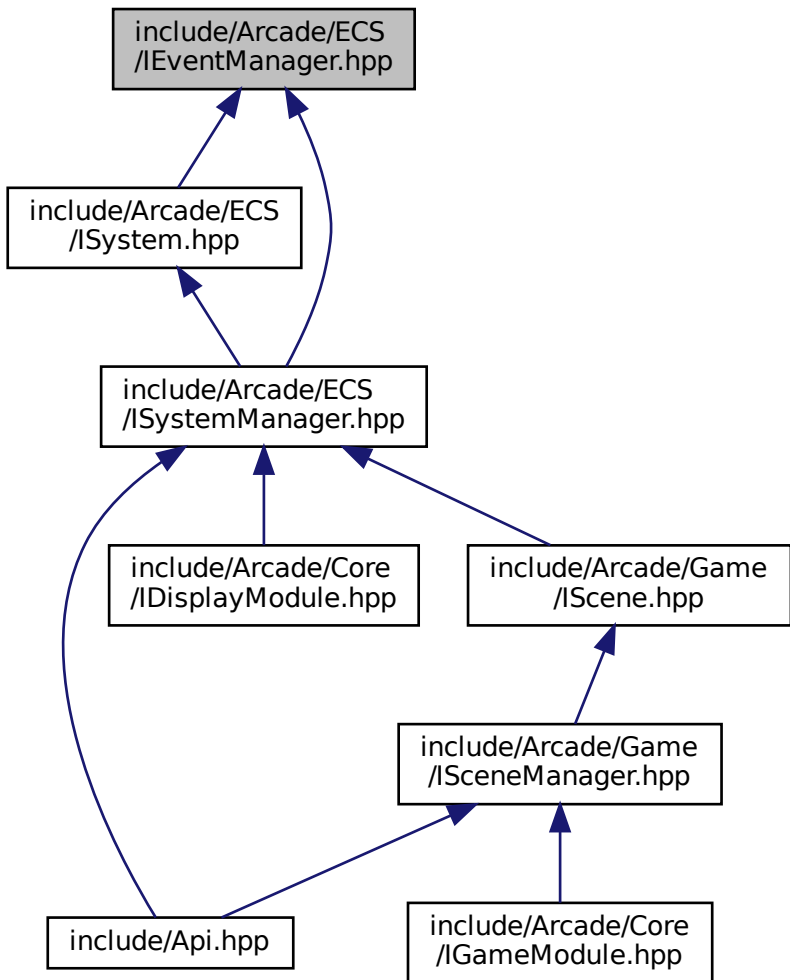 include/Arcade/ECS
/IEventManager.hpp
include/Arcade/ECS
/ISystem.hpp
include/Arcade/ECS
/ISystemManager.hpp
include/Arcade/Core
/IDisplayModule.hpp
include/Arcade/Game
/IScene.hpp
include/Arcade/Game
/ISceneManager.hpp
include/Api.hpp
include/Arcade/Core
/IGameModule.hpp